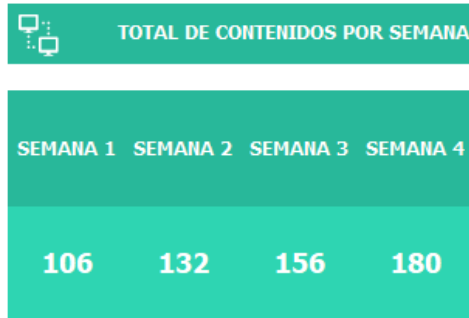 TOTAL DE CONTENIDOS POR SEMANA
SEMANA 1 SEMANA 2 SEMANA 3 SEMANA 4
106 132 156 180